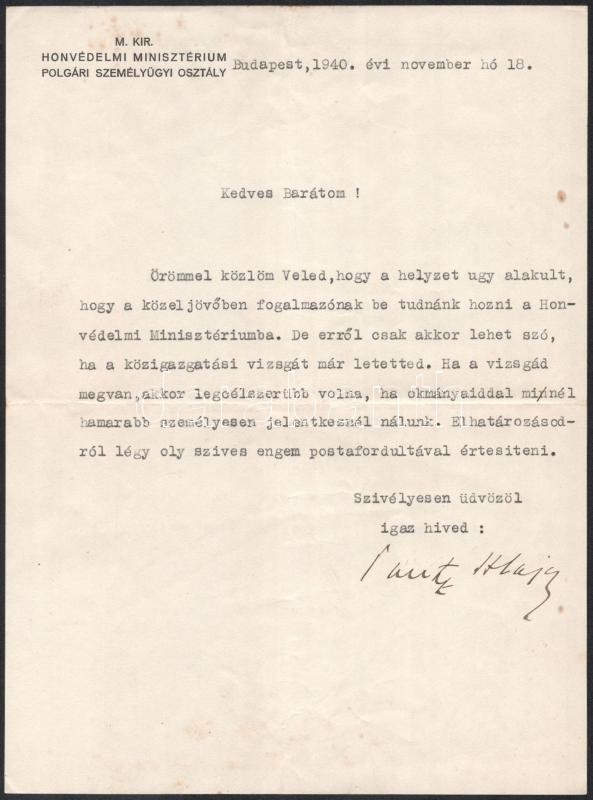 M. KIR.
HONVÉDELMI MINISZTÉRIUM
POLGÁRI SZEMÉLYÜGYI OSZTÁLY
Budapest,1940. évi november hó 18.
Kedves Barátom !
Örömmel közlöm Veled,hogy a helyzet ugy alakult,
hogy a közeljövőben fogalmazónak be tudnánk hozni a Hon-
védelmi Minisztériumba. De erről csak akkor lehet szó,
ha a közigazgatási vizsgát már letetted. Ha a vizsgád
megvan,akkor legcélszerübb volna, ha okmányaiddal minél
hamarabb személyesen jelentkeznél nálunk. Elhatározásod-
ról légy oly szives engem postafordultával értesiteni.
Szivélyesen üdvözöl
igaz hived :